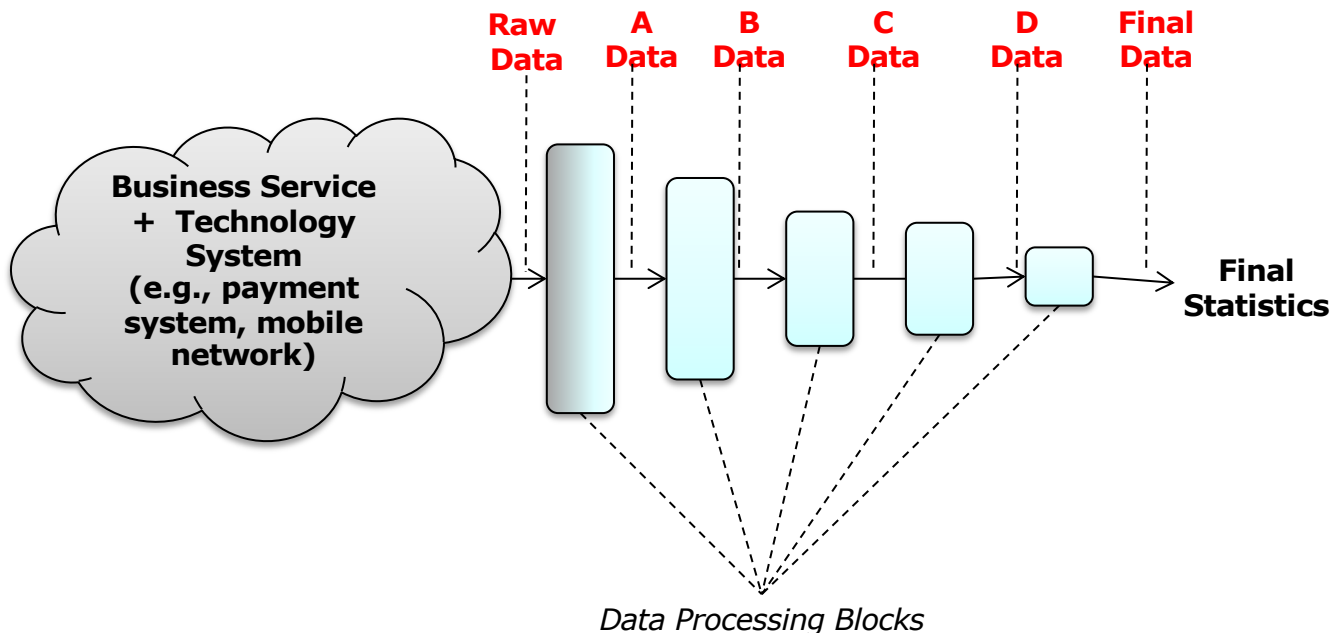 Raw
Data
A
Data
B
Data
C
Data
D
Data
Final
Data
Business Service
+ Technology
System
(e.g., payment
system, mobile
network)
Final
Statistics
Data Processing Blocks